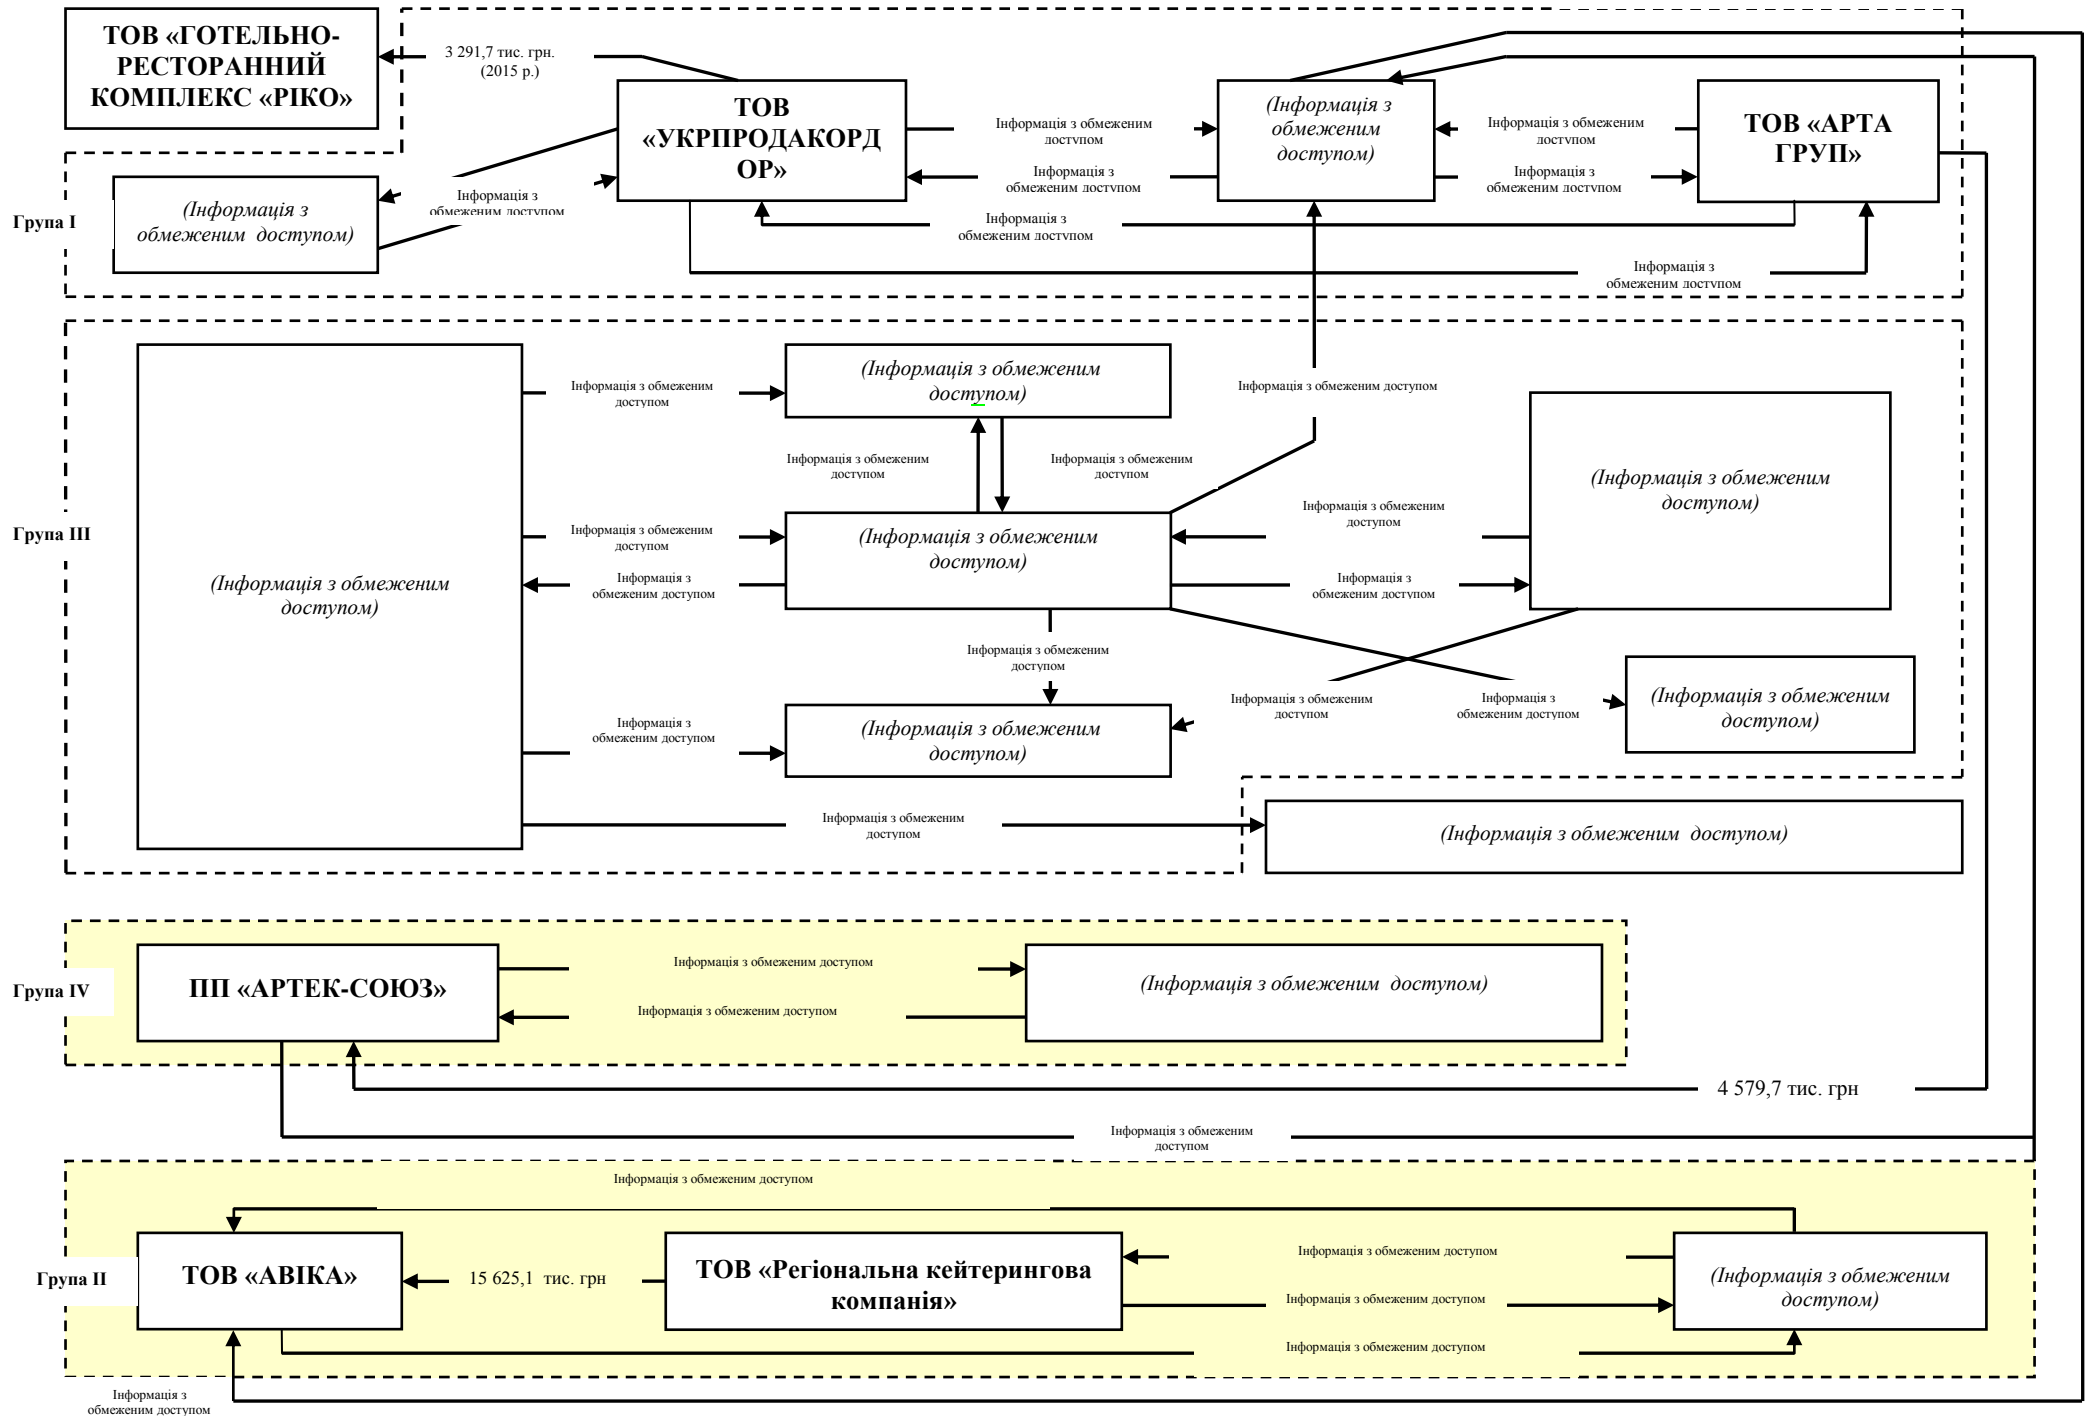 ТОВ «ГОТЕЛЬНО-
РЕСТОРАННИЙ
КОМПЛЕКС «РІКО»
3 291,7 тис. грн.
(2015 р.)
ТОВ
«УКРПРОДАКОРД
ОР»
Інформація з обмеженим
доступом
Інформація з
обмеженим доступом
(Інформація з
обмеженим
доступом)
Інформація з обмеженим
доступом
Інформація з
обмеженим доступом
ТОВ «АРТА
ГРУП»
Група I
(Інформація з
обмеженим доступом)
Інформація з
обмеженим доступом
Інформація з
обмеженим доступом
Інформація з
обмеженим доступом
Група III
(Інформація з обмеженим
доступом)
Інформація з обмеженим
доступом
(Інформація з обмеженим
доступом)
Інформація з обмеженим доступом
Інформація з обмеженим
доступом
Інформація з обмеженим
доступом
(Інформація з обмеженим
доступом)
Інформація з обмеженим
доступом
Інформація з
обмеженим доступом
(Інформація з обмеженим
доступом)
Інформація з обмеженим
доступом
Інформація з
обмеженим доступом
Інформація з обмеженим
доступом
Інформація з
обмеженим доступом
(Інформація з обмеженим
доступом)
Інформація з обмеженим
доступом
Інформація з
обмеженим доступом
(Інформація з обмеженим
доступом)
Інформація з обмеженим
доступом
(Інформація з обмеженим доступом)
Група IV
ПП «АРТЕК-СОЮЗ»
Інформація з обмеженим доступом
Інформація з обмеженим доступом
(Інформація з обмеженим доступом)
4 579,7 тис. грн
Інформація з обмеженим
доступом
Інформація з обмеженим доступом
Група II
ТОВ «АВІКА»
15 625,1 тис. грн
ТОВ «Регіональна кейтерингова
компанія»
Інформація з обмеженим доступом
Інформація з обмеженим доступом
Інформація з обмеженим доступом
(Інформація з обмеженим
доступом)
Інформація з
обмеженим доступом